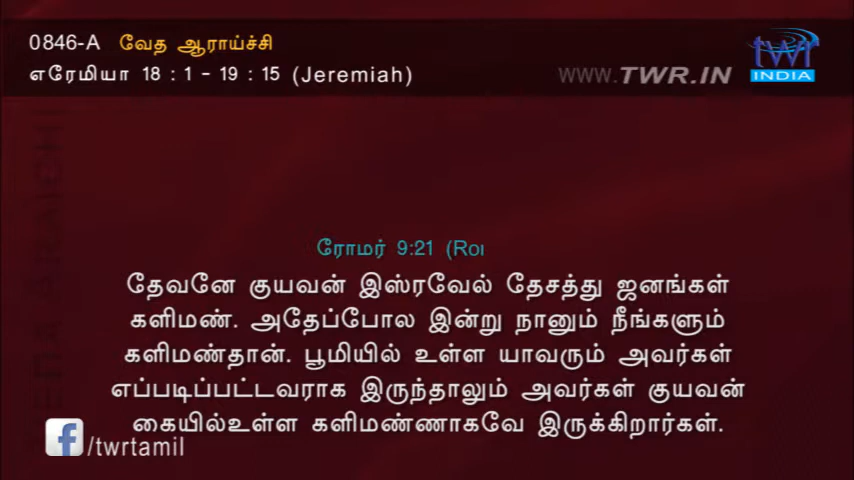 0846-A வேத ஆராய்ச்சி
எரேமியா 18 : 1 – 19 : 15 (Jeremiah)
www.TWR.IN
twr
INDIA
ரோமர் 9:21 (Ro
தேவனே குயவன் இஸ்ரவேல் தேசத்து ஜனங்கள்
களிமண். அதேப்போல இன்று நானும் நீங்களும்
களிமண்தான். பூமியில் உள்ள யாவரும் அவர்கள்
எப்படிப்பட்டவராக இருந்தாலும் அவர்கள் குயவன்
கையில்உள்ள களிமண்ணாகவே இருக்கிறார்கள்.
f/twrtamil